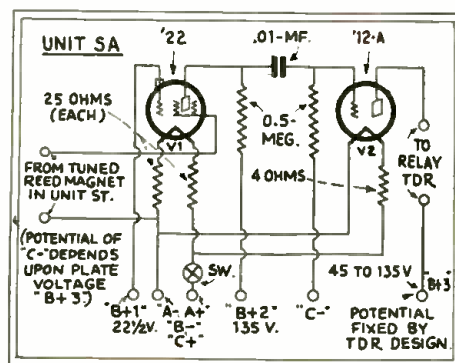 UNIT SA
'22
.01-MF.
'12-A
25 OHMS
(EACH)
0.5-
MEG.
V1
V2
TO
RELAY
TDR.
"FROM TUNED
REED MAGNET
IN UNIT ST.
4 OHMS
(POTENTIAL OF
"C-" DEPENDS
UPON PLATE
VOLTAGE
"B+3".)
SW.
45 TO 135V.
"B+3"
"B+1"
22½V.
"A-
A+"
"B-"
"C+"
"B+2"
135 V.
"C-"
POTENTIAL
FIXED BY
TDR DESIGN.